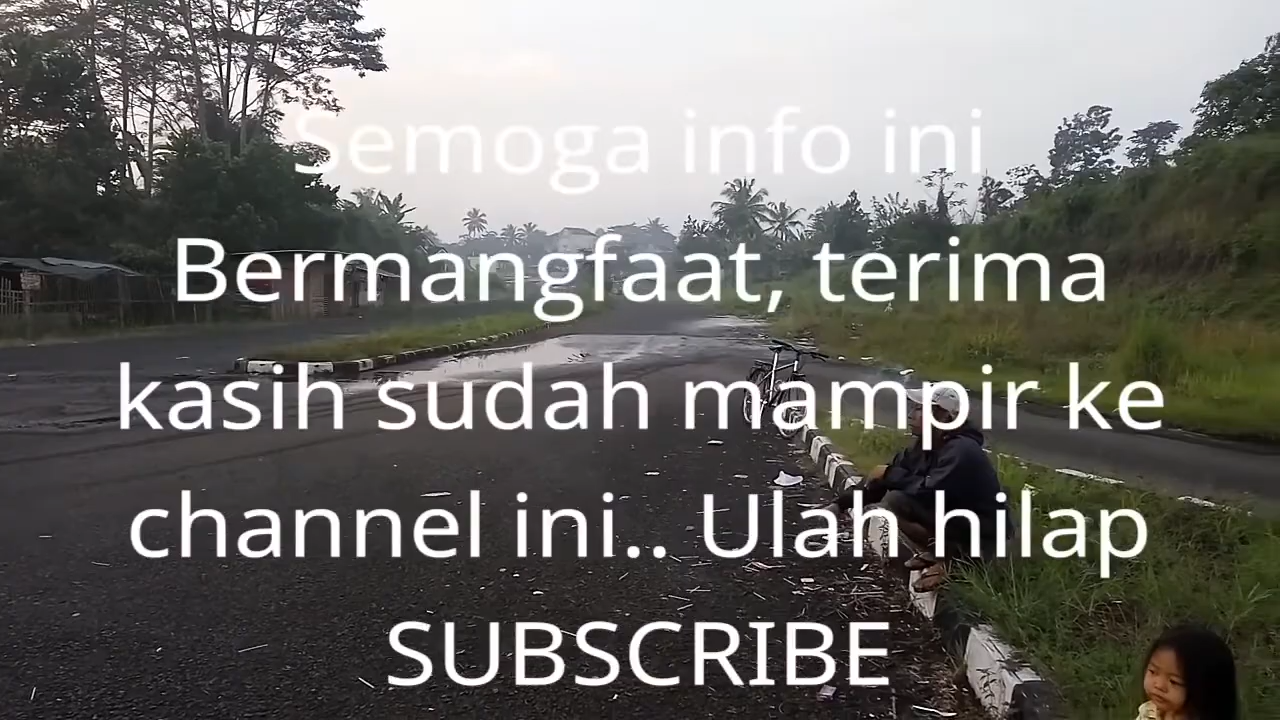 Semoga info ini
Bermangfaat, terima
kasih sudah mampir ke
channel ini.. Ulah hilap
SUBSCRIBE